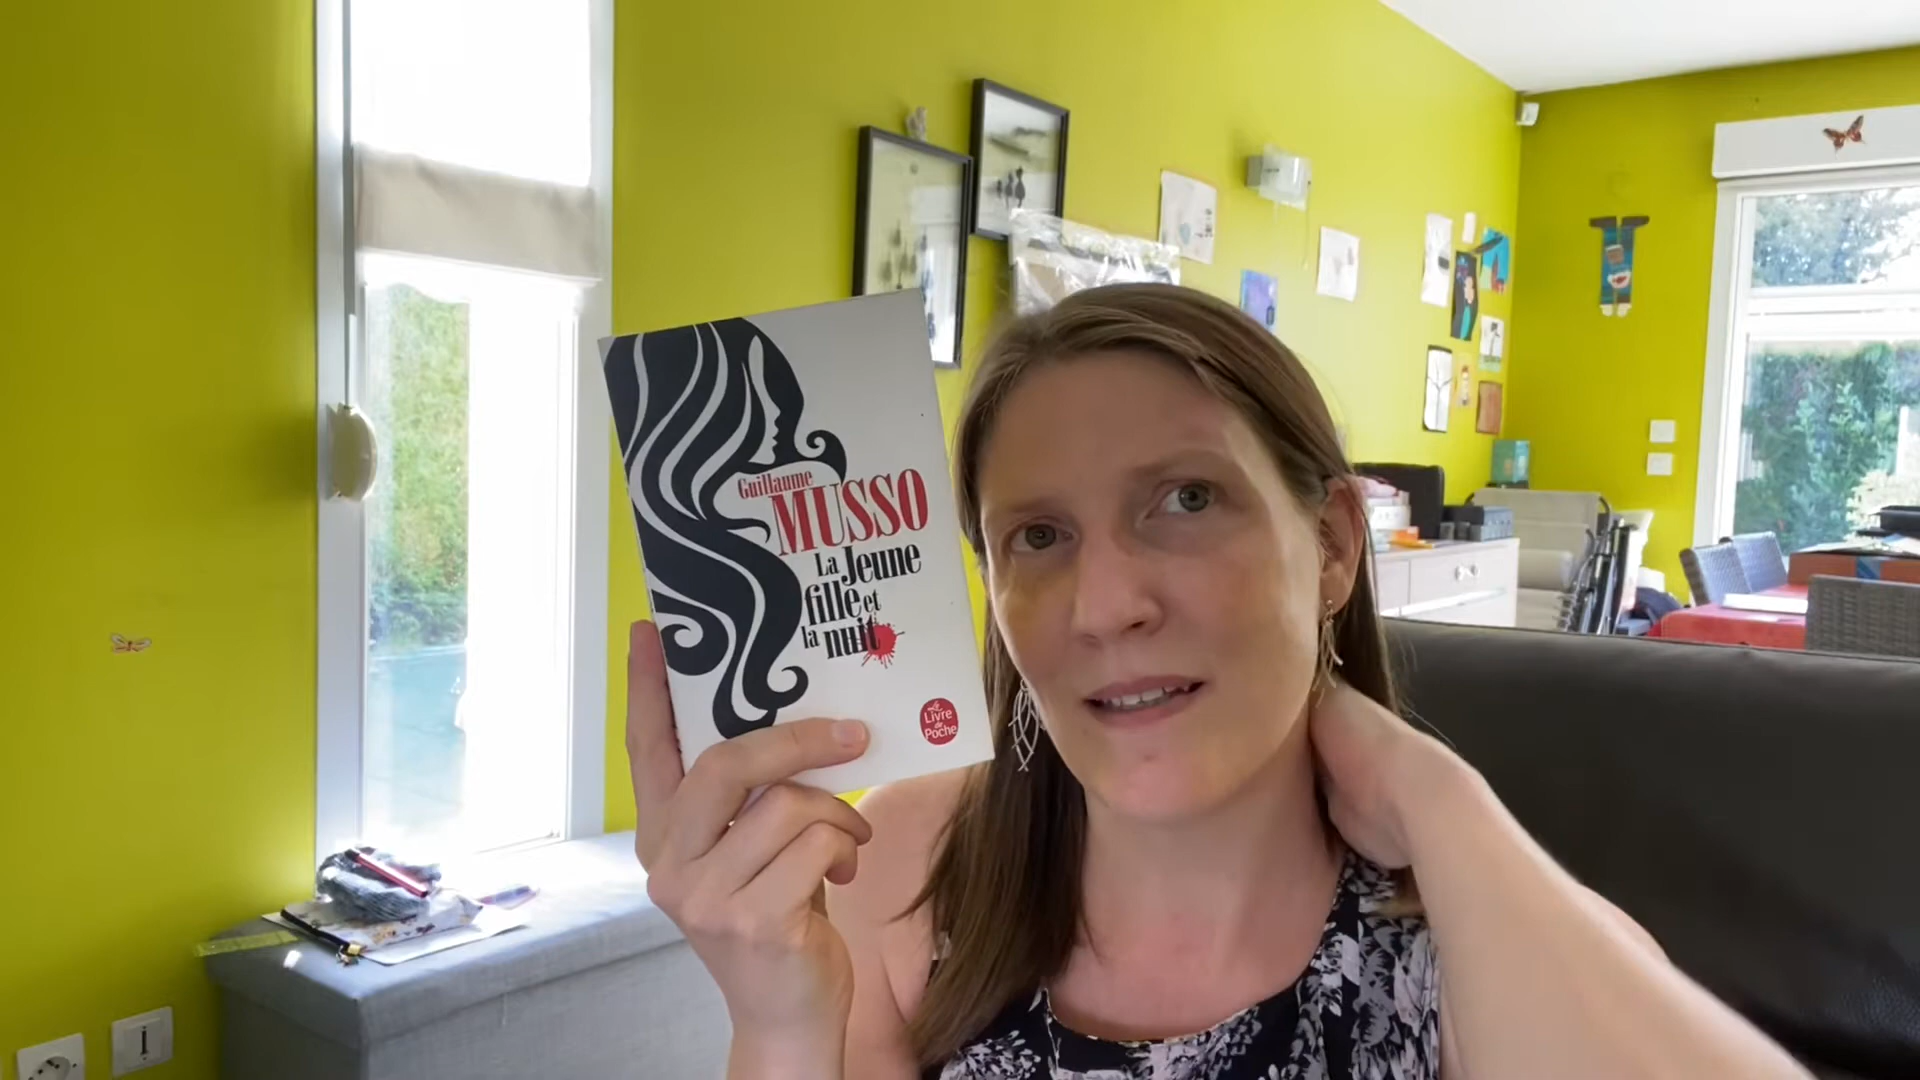 Guillaume
MUSSO
La Jeune
fille et
la nuit
Le
Livre
de
Poche